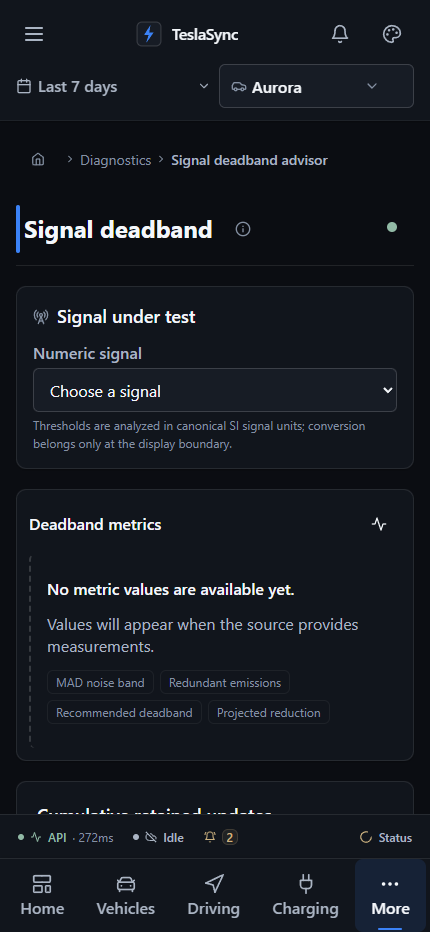 TeslaSync
Last 7 days
Aurora
Diagnostics
Signal deadband advisor
Signal deadband
Signal under test
Numeric signal
Choose a signal
Thresholds are analyzed in canonical SI signal units; conversion
belongs only at the display boundary.
Deadband metrics
No metric values are available yet.
Values will appear when the source provides
measurements.
MAD noise band
Redundant emissions
Recommended deadband
Projected reduction
Cumulative retained updates
API · 272ms
Idle
2
Status
Home
Vehicles
Driving
Charging
More